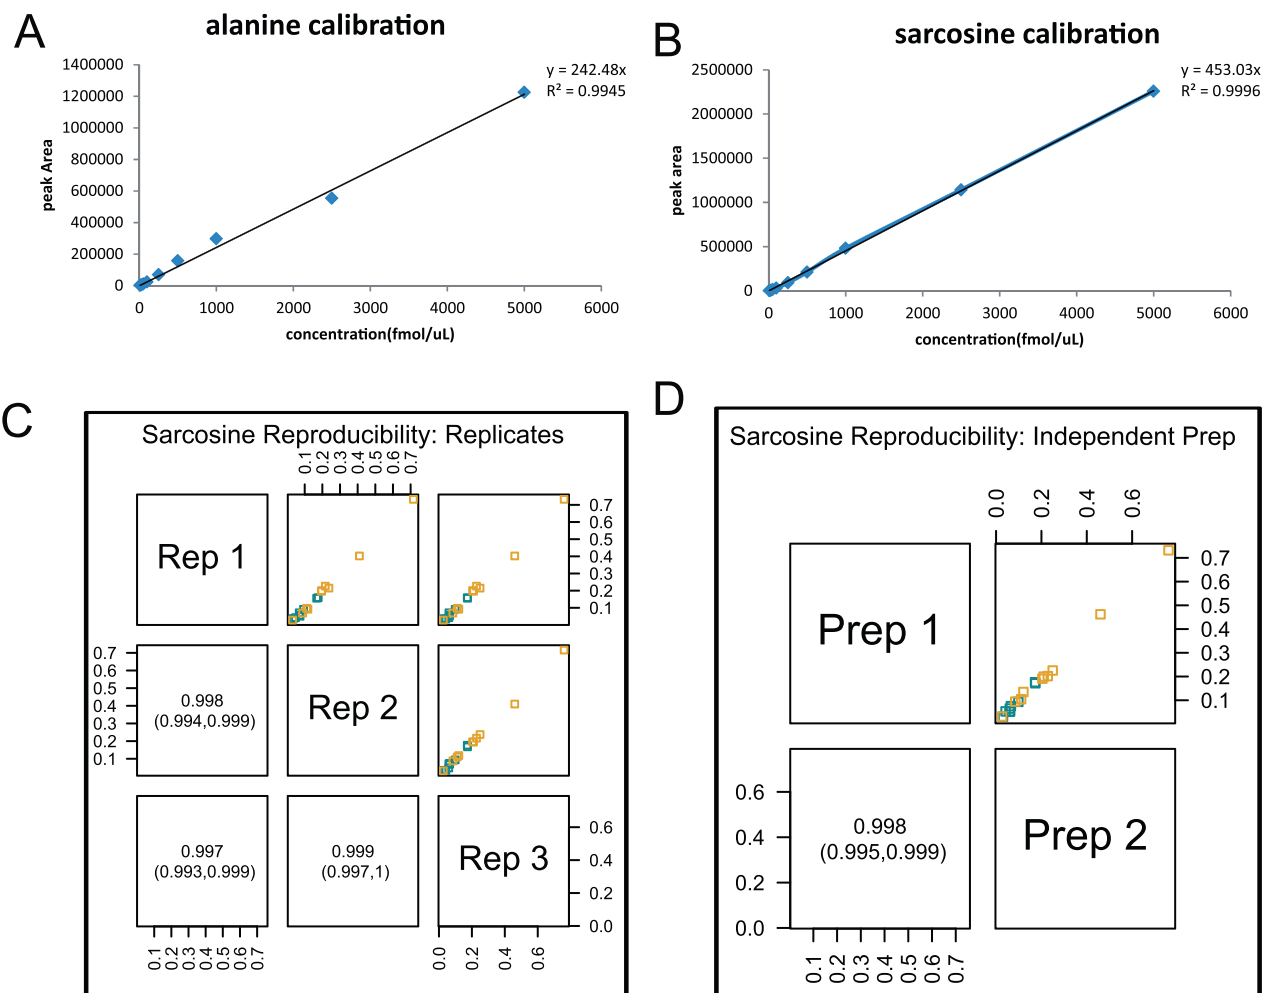 A
alanine calibration
y = 242.48x
R² = 0.9945
peak Area
1400000
1200000
1000000
800000
600000
400000
200000
0
0 1000 2000 3000 4000 5000 6000
concentration(fmol/uL)
B
sarcosine calibration
y = 453.03x
R² = 0.9996
peak area
2500000
2000000
1500000
1000000
500000
0
0 1000 2000 3000 4000 5000 6000
concentration(fmol/uL)
C
Sarcosine Reproducibility: Replicates
0.1 0.2 0.3 0.4 0.5 0.6 0.7
Rep 1
0.7
0.6
0.5
0.4
0.3
0.2
0.1
0.7
0.6
0.5
0.4
0.3
0.2
0.1
0.998
(0.994,0.999)
Rep 2
0.997
(0.993,0.999)
0.999
(0.997,1)
Rep 3
0.6
0.4
0.2
0.0
0.1 0.2 0.3 0.4 0.5 0.6 0.7
0.0 0.2 0.4 0.6
D
Sarcosine Reproducibility: Independent Prep
0.0 0.2 0.4 0.6
Prep 1
0.7
0.6
0.5
0.4
0.3
0.2
0.1
0.6
0.4
0.2
0.0
0.998
(0.995,0.999)
Prep 2
0.1 0.2 0.3 0.4 0.5 0.6 0.7